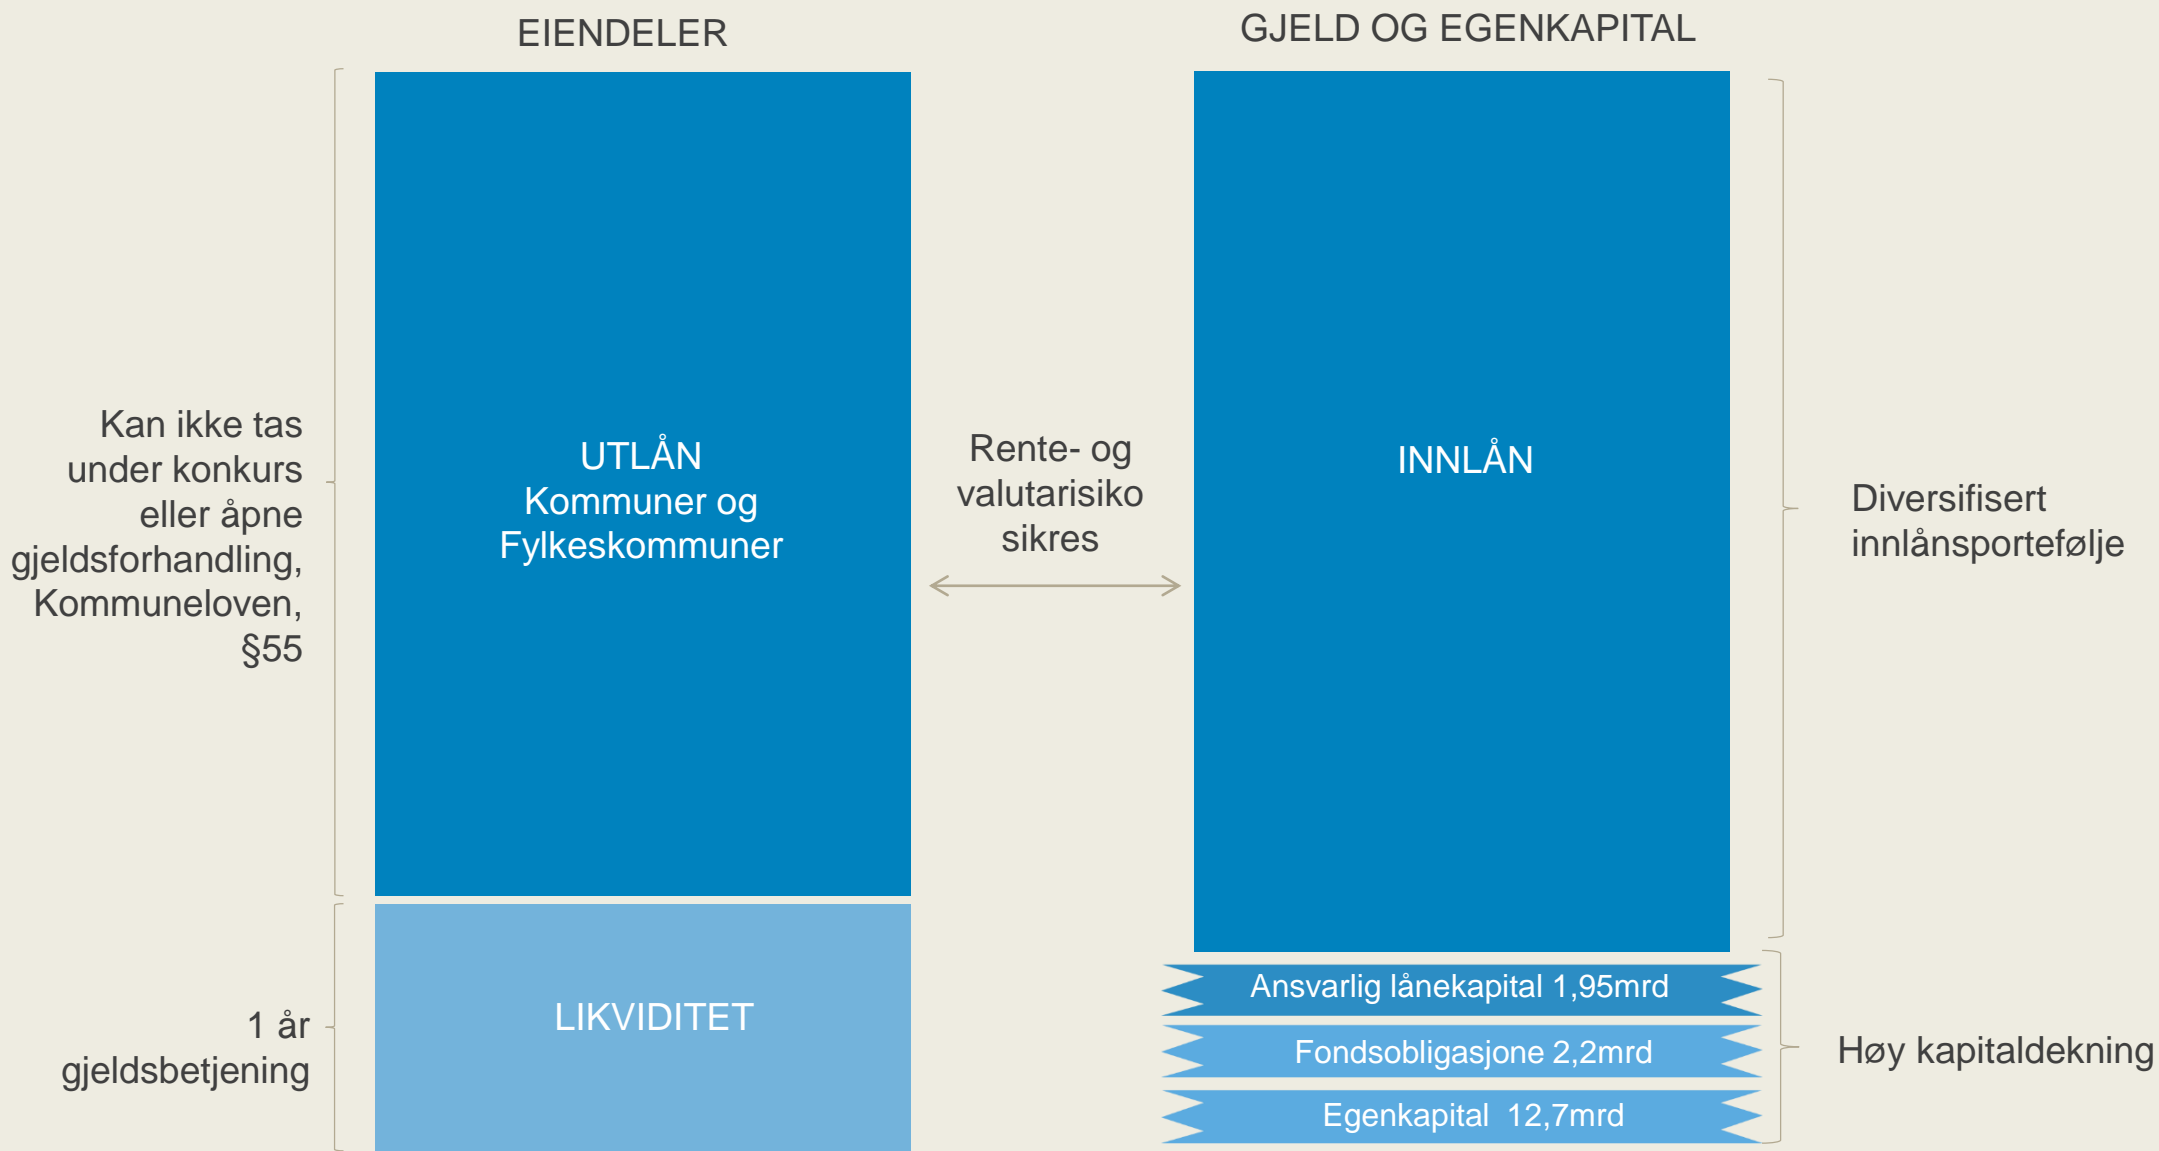 EIENDELER
GJELD OG EGENKAPITAL
Kan ikke tas
under konkurs
eller åpne
gjeldsforhandling,
Kommuneloven,
§55
UTLÅN
Kommuner og
Fylkeskommuner
Rente- og
valutarisiko
sikres
INNLÅN
Diversifisert
innlånsportefølje
1 år
gjeldsbetjening
LIKVIDITET
Ansvarlig lånekapital 1,95mrd
Fondsobligasjone 2,2mrd
Egenkapital 12,7mrd
Høy kapitaldekning